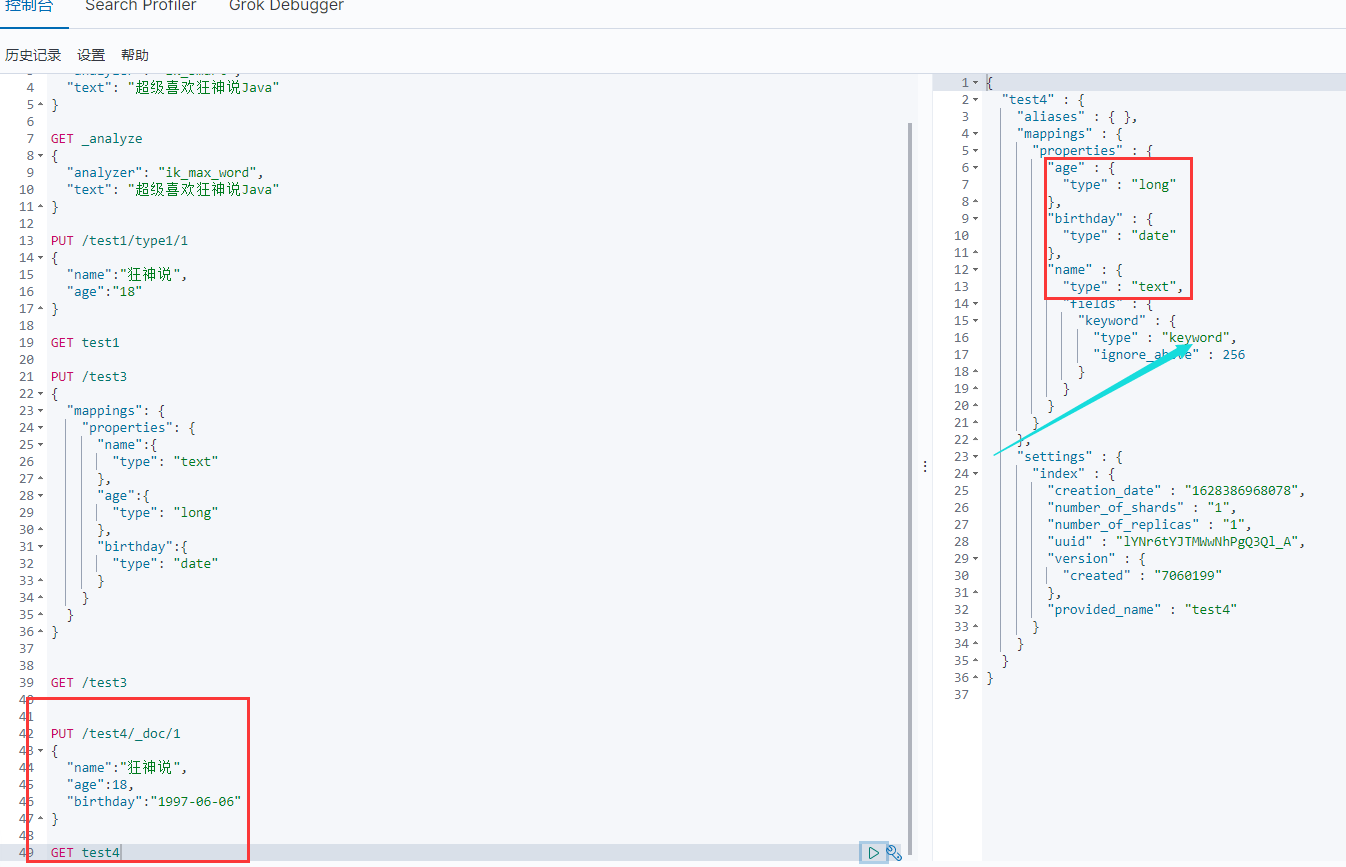 控制台 Search Profiler Grok Debugger
历史记录 设置 帮助
4 "text": "超级喜欢狂神说Java"
5 }
6
7 GET _analyze
8 {
9 "analyzer": "ik_max_word",
10 "text": "超级喜欢狂神说Java"
11 }
12
13 PUT /test1/type1/1
14 {
15 "name":"狂神说",
16 "age":"18"
17 }
18
19 GET test1
20
21 PUT /test3
22 {
23 "mappings": {
24 "properties": {
25 "name":{
26 "type": "text"
27 },
28 "age":{
29 "type": "long"
30 },
31 "birthday":{
32 "type": "date"
33 }
34 }
35 }
36 }
37
38
39 GET /test3
40
41
42 PUT /test4/_doc/1
43 {
44 "name":"狂神说",
45 "age":18,
46 "birthday":"1997-06-06"
47 }
48
49 GET test4
1 {
2 "test4" : {
3 "aliases" : { },
4 "mappings" : {
5 "properties" : {
6 "age" : {
7 "type" : "long"
8 },
9 "birthday" : {
10 "type" : "date"
11 },
12 "name" : {
13 "type" : "text",
14 "fields" : {
15 "keyword" : {
16 "type" : "keyword",
17 "ignore_above" : 256
18 }
19 }
20 }
21 }
22 },
23 "settings" : {
24 "index" : {
25 "creation_date" : "1628386968078",
26 "number_of_shards" : "1",
27 "number_of_replicas" : "1",
28 "uuid" : "lYNr6tYJTMWwNhPgQ3Ql_A",
29 "version" : {
30 "created" : "7060199"
31 },
32 "provided_name" : "test4"
33 }
34 }
35 }
36 }
37